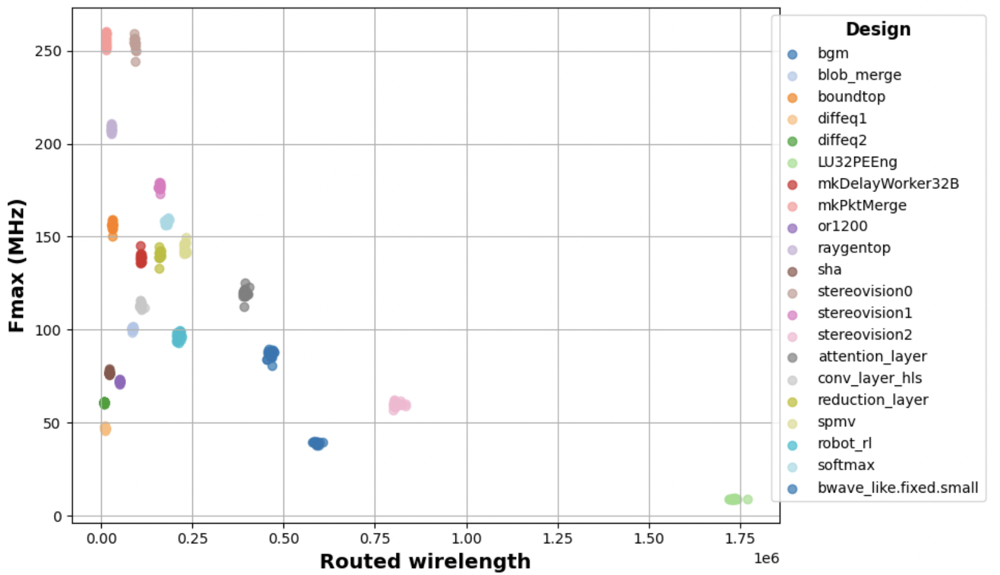 Fmax (MHz)
250
200
150
100
50
0
0.00 0.25 0.50 0.75 1.00 1.25 1.50 1.75
1e6
Routed wirelength
Design
bgm
blob_merge
boundtop
diffeq1
diffeq2
LU32PEEng
mkDelayWorker32B
mkPktMerge
or1200
raygentop
sha
stereovision0
stereovision1
stereovision2
attention_layer
conv_layer_hls
reduction_layer
spmv
robot_rl
softmax
bwave_like.fixed.small